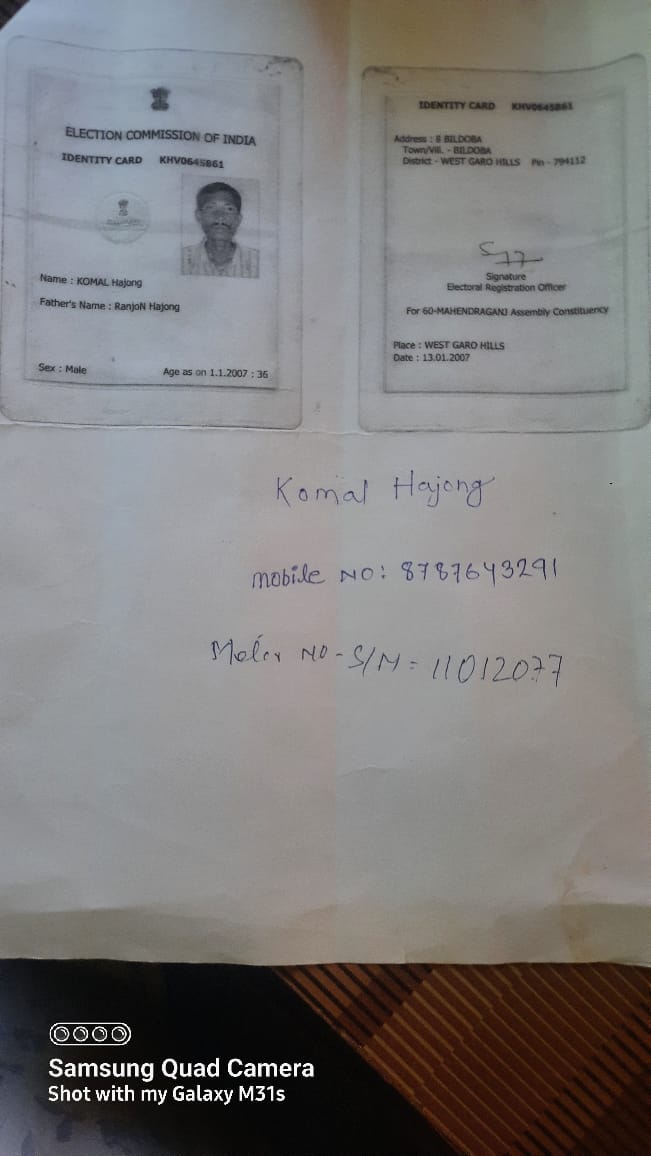 ELECTION COMMISSION OF INDIA
IDENTITY CARD KHV0645861
Name : KOMAL Hajong
Father's Name : RanjoN Hajong
Sex : Male
Age as on 1.1.2007 : 36
IDENTITY CARD KHV0645861
Address : 8 BILDOBA
Town/Vill. - BILDOBA
District - WEST GARO HILLS Pin - 794112
Signature
Electoral Registration Officer
For 60-MAHENDRAGANJ Assembly Constituency
Place : WEST GARO HILLS
Date : 13.01.2007
Komal Hajong
mobile NO: 8787643291
Meter NO - S/N = 11012077
Samsung Quad Camera
Shot with my Galaxy M31s